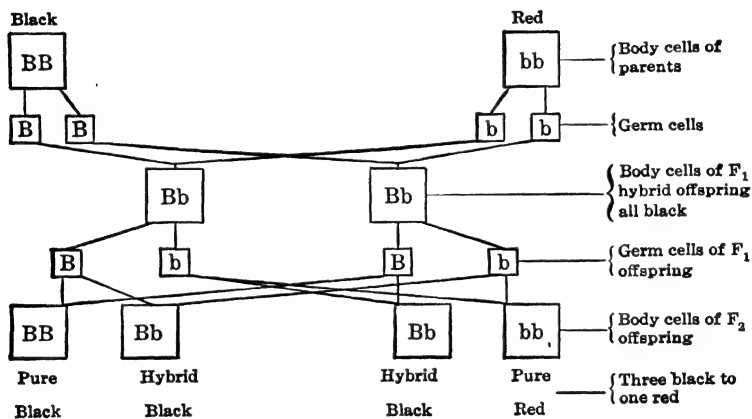 Black Red
BB bb Body cells of
parents
B B b b Germ cells
Bb Bb Body cells of F1
hybrid offspring
all black
B b B b Germ cells of F1
offspring
BB Bb Bb bb Body cells of F2
offspring
Pure Hybrid Hybrid Pure Three black to
one red
Black Black Black Red